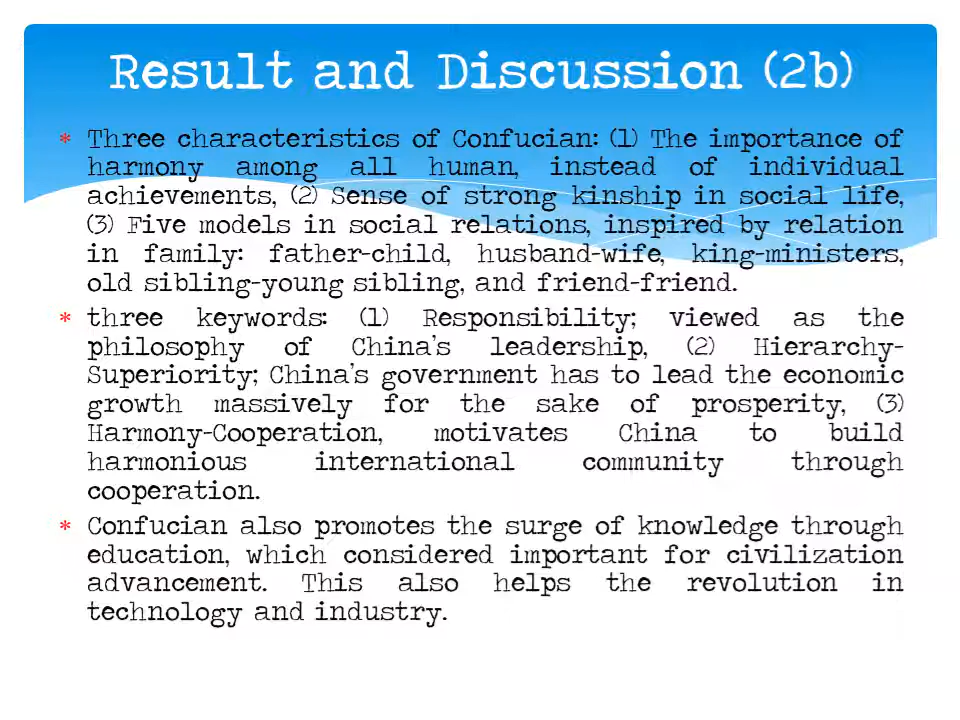 Result and Discussion (2b)
* Three characteristics of Confucian: (1) The importance of
harmony among all human, instead of individual
achievements, (2) Sense of strong kinship in social life,
(3) Five models in social relations, inspired by relation
in family: father-child, husband-wife, king-ministers,
old sibling-young sibling, and friend-friend.
* three keywords: (1) Responsibility; viewed as the
philosophy of China's leadership, (2) Hierarchy-
Superiority; China's government has to lead the economic
growth massively for the sake of prosperity, (3)
Harmony-Cooperation, motivates China to build
harmonious international community through
cooperation.
* Confucian also promotes the surge of knowledge through
education, which considered important for civilization
advancement. This also helps the revolution in
technology and industry.